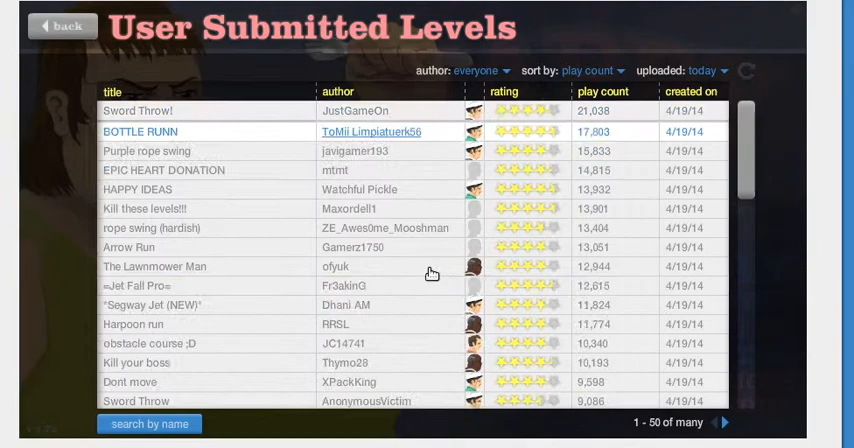 back
User Submitted Levels
author: everyone sort by: play count uploaded: today
title author rating play count created on
Sword Throw! JustGameOn 21,038 4/19/14
BOTTLE RUNN ToMii Limpiatuerk56 17,803 4/19/14
Purple rope swing javigamer193 15,833 4/19/14
EPIC HEART DONATION mtmt 14,815 4/19/14
HAPPY IDEAS Watchful Pickle 13,932 4/19/14
Kill these levels!!! Maxordell1 13,901 4/19/14
rope swing (hardish) ZE_Awes0me_Mooshman 13,404 4/19/14
Arrow Run Gamerz1750 13,051 4/19/14
The Lawnmower Man ofyuk 12,944 4/19/14
=Jet Fall Pro= Fr3akinG 12,615 4/19/14
*Segway Jet (NEW)* Dhani AM 11,824 4/19/14
Harpoon run RRSL 11,774 4/19/14
obstacle course ;D JC14741 10,340 4/19/14
Kill your boss Thymo28 10,193 4/19/14
Dont move XPackKing 9,598 4/19/14
Sword Throw AnonymousVictim 9,086 4/19/14
search by name 1 - 50 of many